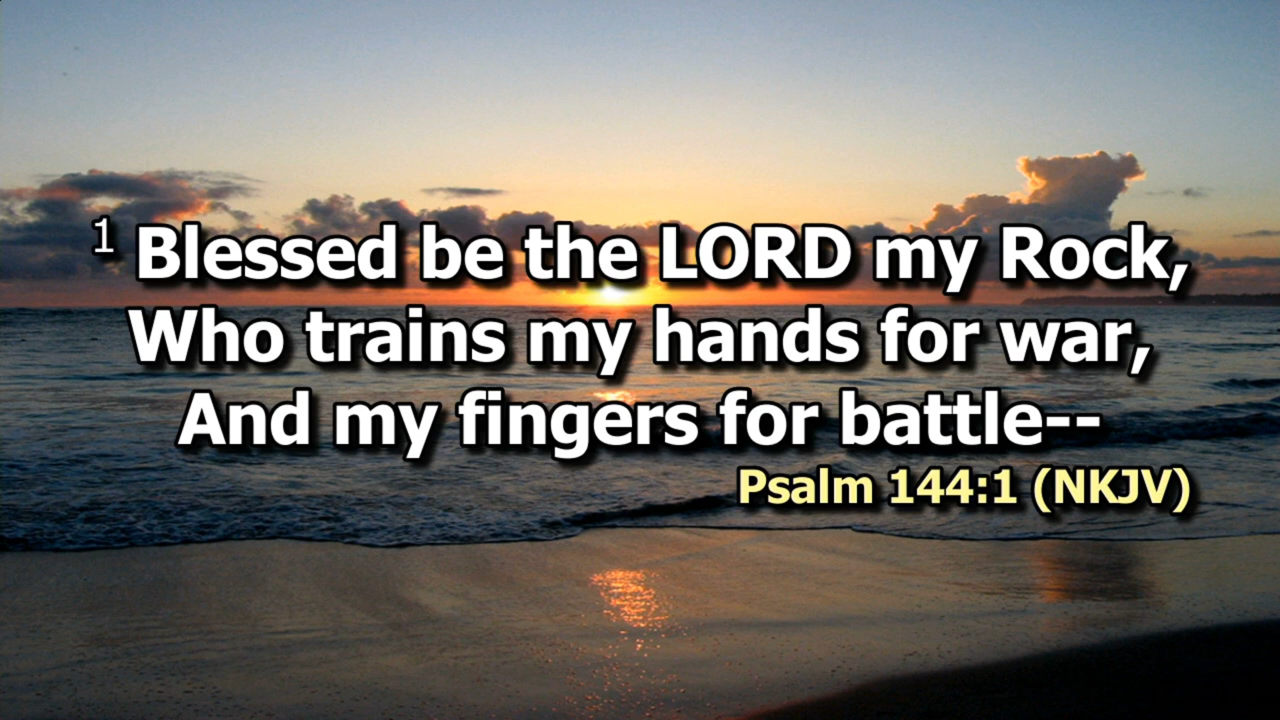 1 Blessed be the LORD my Rock,
Who trains my hands for war,
And my fingers for battle--
Psalm 144:1 (NKJV)